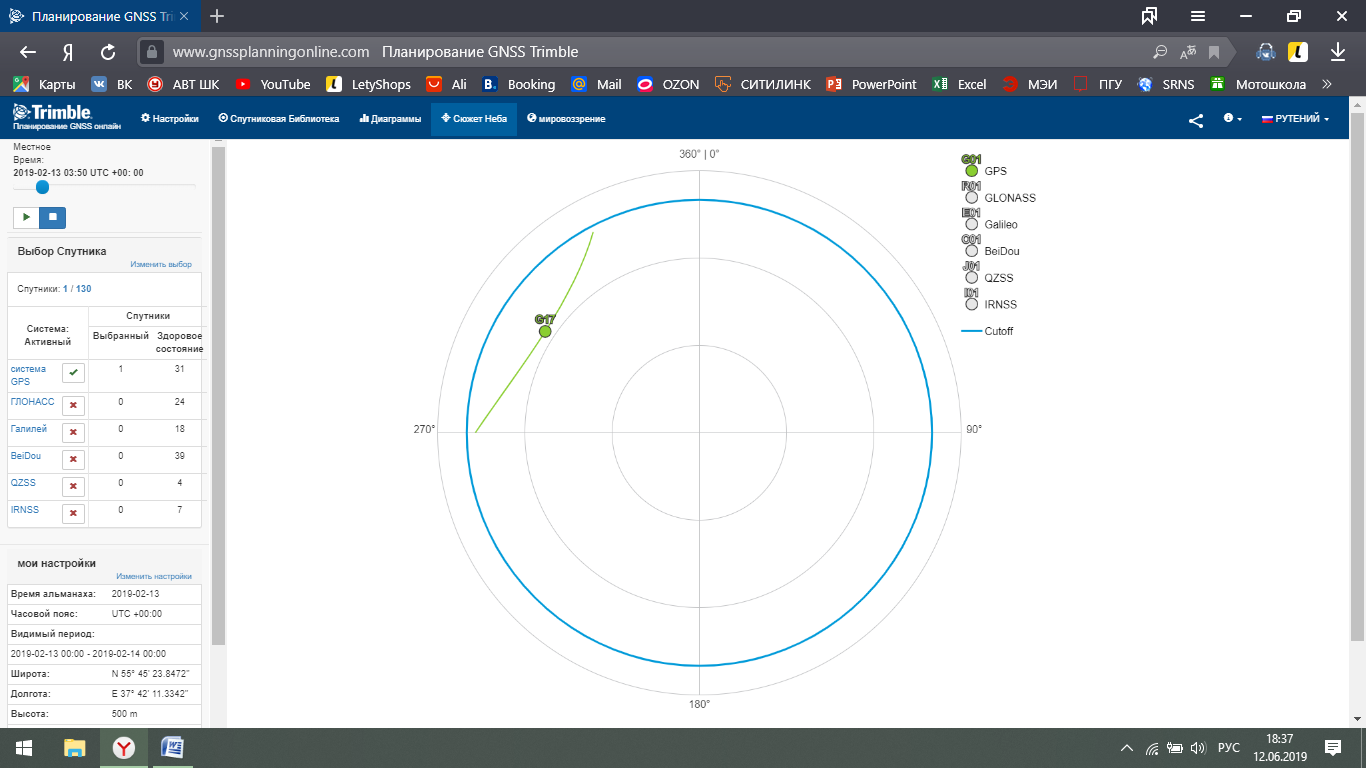 Планирование GNSS Tri
www.gnssplanningonline.com Планирование GNSS Trimble
Карты ВК АВТ ШК YouTube LetyShops Ali Booking Mail OZON СИТИЛИНК PowerPoint Excel МЭИ ПГУ SRNS Мотошкола »
Trimble.
Планирование GNSS онлайн
Настройки Спутниковая Библиотека Диаграммы Сюжет Неба мировоззрение РУТЕНИЙ
Местное
Время:
2019-02-13 03:50 UTC +00: 00
Выбор Спутника
Изменить выбор
Спутники: 1 / 130
Система:
Активный
Спутники
Выбранный
Здоровое
состояние
система
GPS
1 31
ГЛОНАСС 0 24
Галилей 0 18
BeiDou 0 39
QZSS 0 4
IRNSS 0 7
мои настройки
Изменить настройки
Время альманаха: 2019-02-13
Часовой пояс: UTC +00:00
Видимый период:
2019-02-13 00:00 - 2019-02-14 00:00
Широта: N 55° 45' 23.8472"
Долгота: E 37° 42' 11.3342"
Высота: 500 m
360° | 0°
270°
90°
180°
G17
G01
GPS
R01
GLONASS
E01
Galileo
C01
BeiDou
J01
QZSS
I01
IRNSS
Cutoff
РУС
18:37
12.06.2019